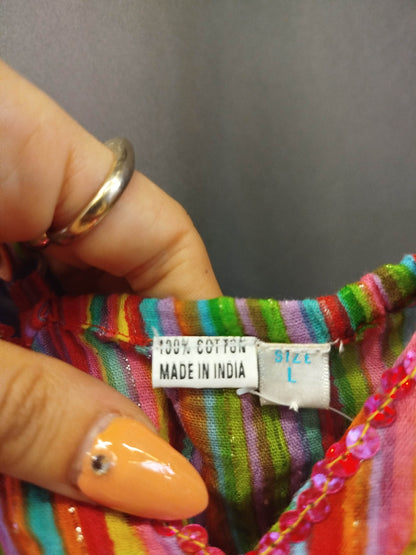 100% COTTON
MADE IN INDIA
SIZE
L